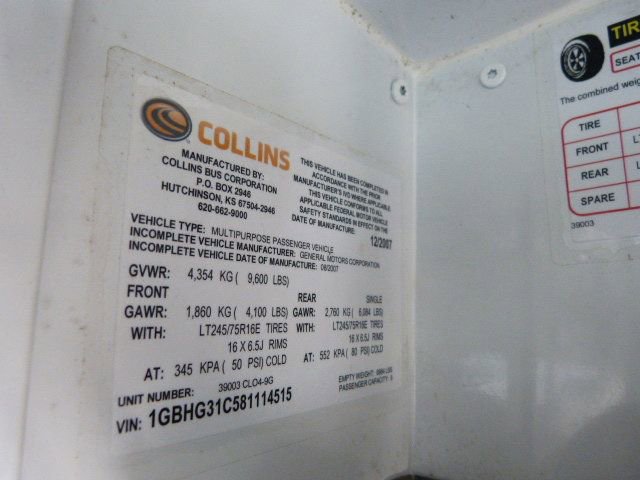 COLLINS
MANUFACTURED BY:
COLLINS BUS CORPORATION
P.O. BOX 2946
HUTCHINSON, KS 67504-2946
620-662-9000
THIS VEHICLE HAS BEEN COMPLETED IN
ACCORDANCE WITH THE PRIOR
MANUFACTURER'S IVD WHERE APPLICABLE
THIS VEHICLE CONFORMS TO ALL
APPLICABLE FEDERAL MOTOR VEHICLE
SAFETY STANDARDS IN EFFECT ON THE
DATE OF MANUFACTURE:
12/2007
VEHICLE TYPE: MULTIPURPOSE PASSENGER VEHICLE
INCOMPLETE VEHICLE MANUFACTURER: GENERAL MOTORS CORPORATION
INCOMPLETE VEHICLE DATE OF MANUFACTURE: 08/2007
GVWR: 4,354 KG ( 9,600 LBS)
FRONT REAR SINGLE
GAWR: 1,860 KG ( 4,100 LBS) GAWR: 2,760 KG ( 6,084 LBS)
WITH: LT245/75R16E TIRES WITH: LT245/75R16E TIRES
16 X 6.5J RIMS 16 X 6.5J RIMS
AT: 345 KPA ( 50 PSI) COLD AT: 552 KPA ( 80 PSI) COLD
UNIT NUMBER: 39003 CLO4-9G
EMPTY WEIGHT: LBS
PASSENGER CAPACITY:
VIN: 1GBHG31C581114515
TIR
SEAT
The combined weig
TIRE
FRONT LT
REAR L
SPARE
39003